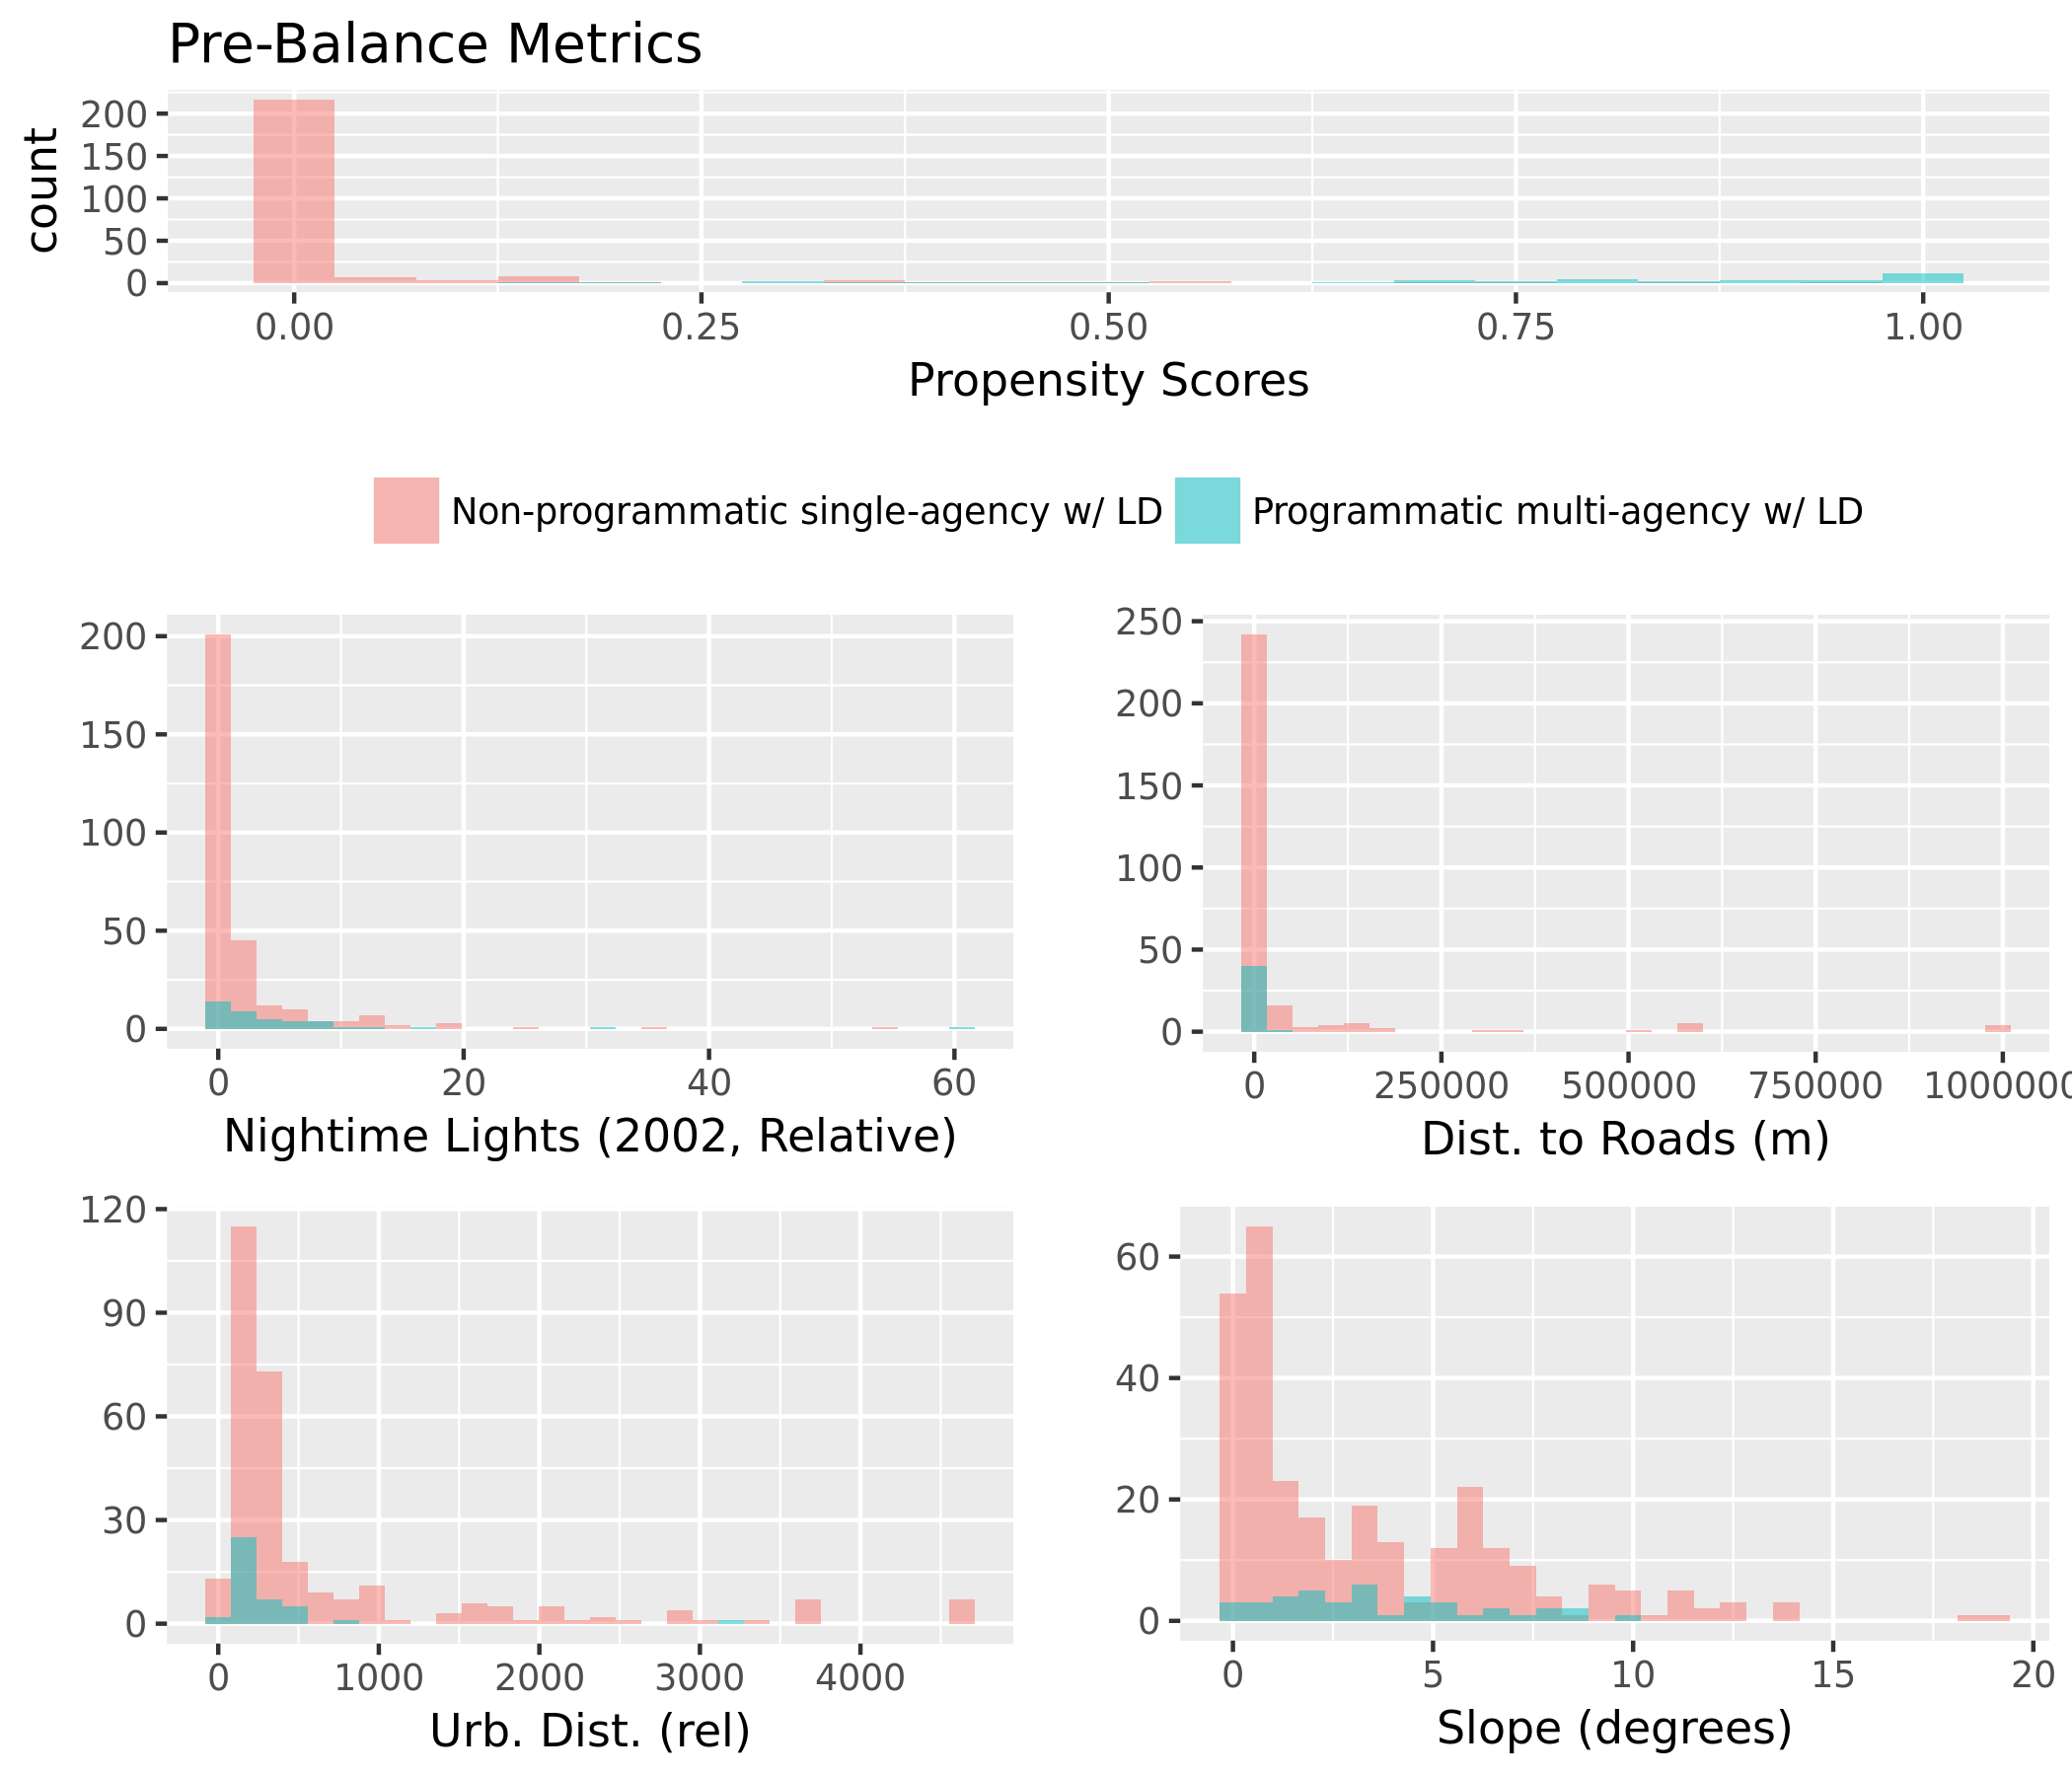 Pre-Balance Metrics
count
200
150
100
50
0
0.00 0.25 0.50 0.75 1.00
Propensity Scores
Non-programmatic single-agency w/ LD Programmatic multi-agency w/ LD
200
150
100
50
0
0 20 40 60
Nightime Lights (2002, Relative)
250
200
150
100
50
0
0 250000 500000 750000 1000000
Dist. to Roads (m)
120
90
60
30
0
0 1000 2000 3000 4000
Urb. Dist. (rel)
60
40
20
0
0 5 10 15 20
Slope (degrees)